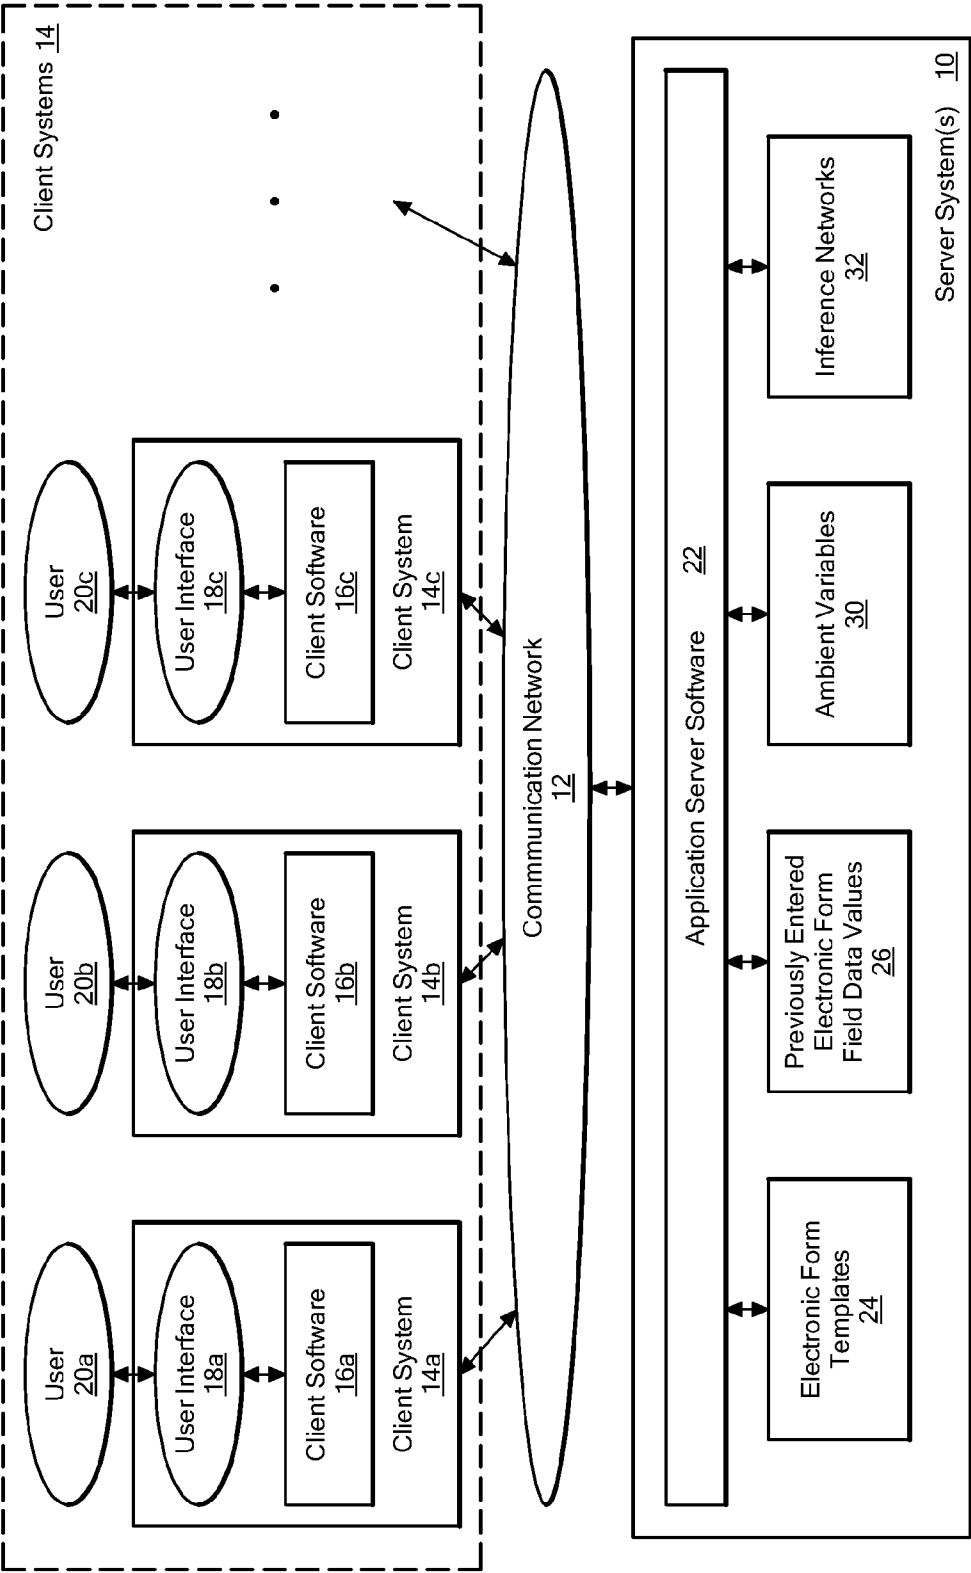 Client Systems 14
User
20a
User Interface
18a
Client Software
16a
Client System
14a
User
20b
User Interface
18b
Client Software
16b
Client System
14b
User
20c
User Interface
18c
Client Software
16c
Client System
14c
Commmunication Network
12
Application Server Software 22
Electronic Form
Templates
24
Previously Entered
Electronic Form
Field Data Values
26
Ambient Variables
30
Inference Networks
32
Server System(s) 10